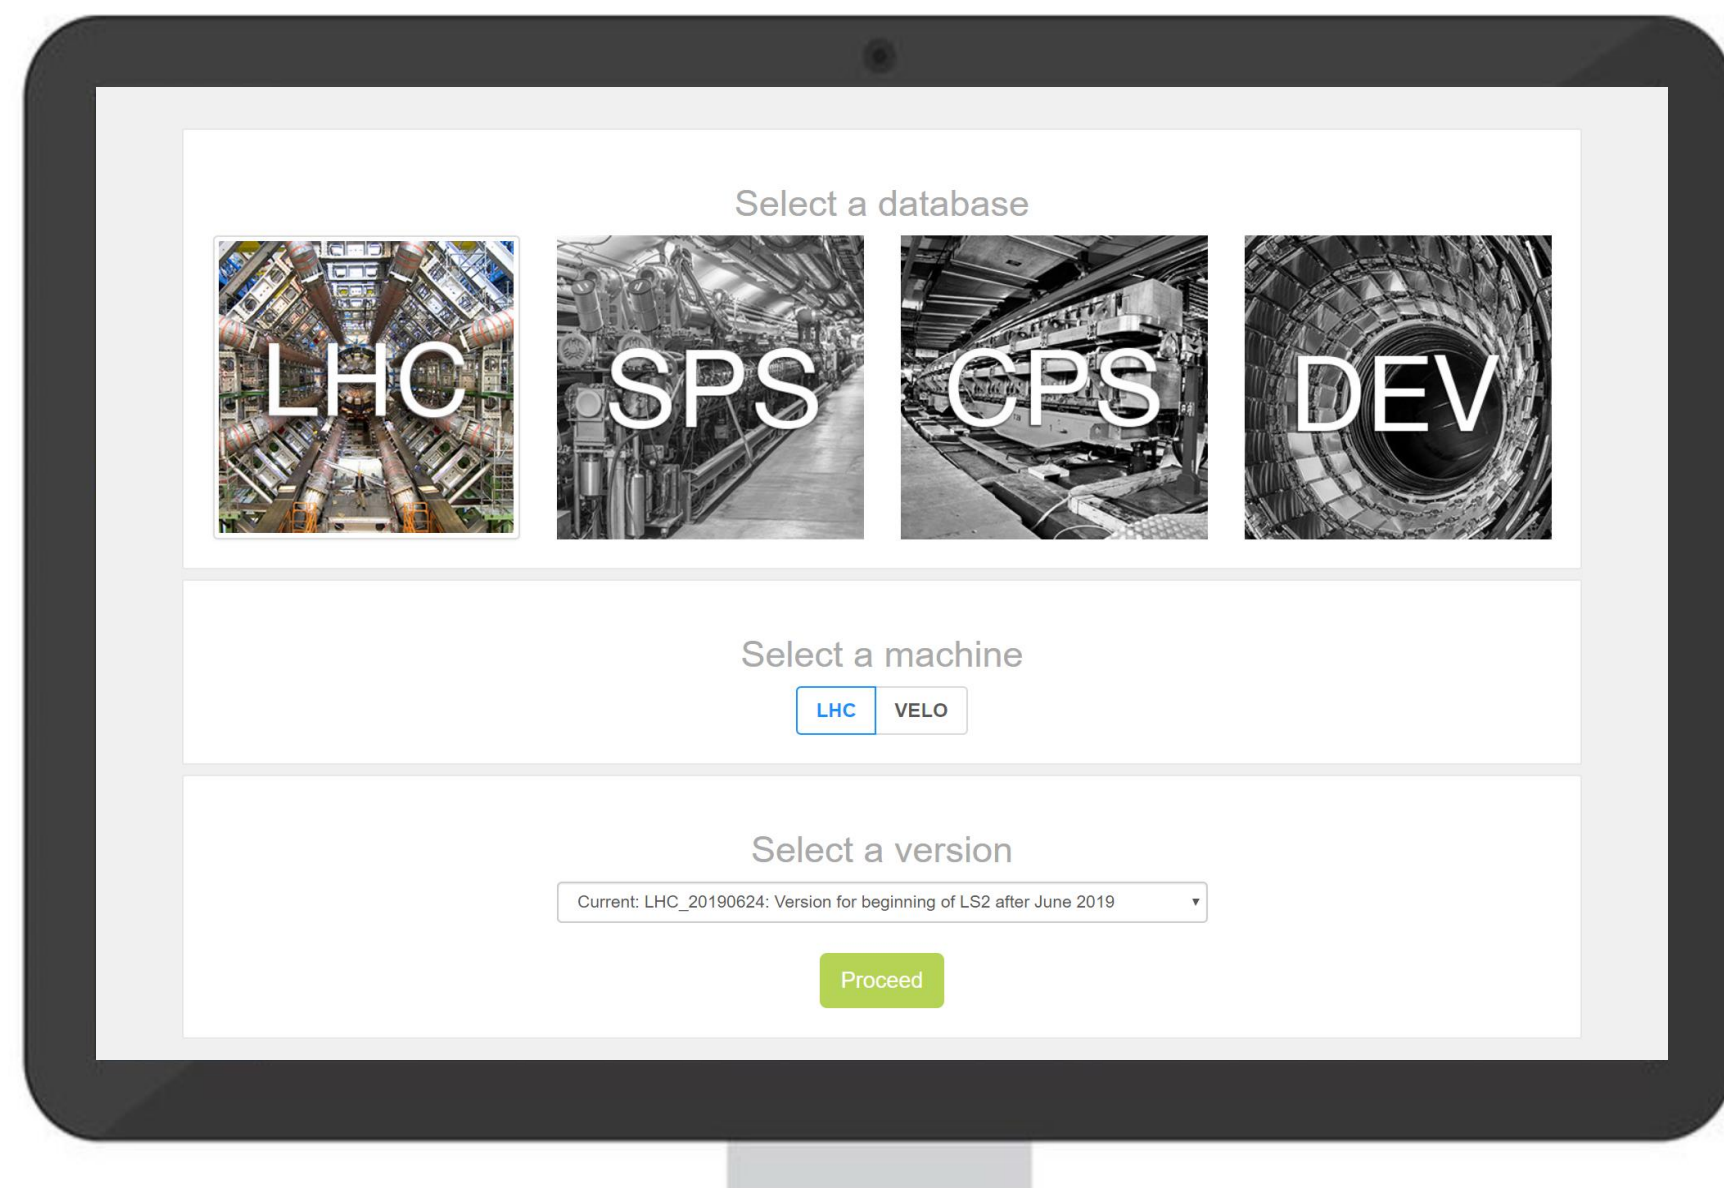 Select a database
LHC SPS CPS DEV
Select a machine
LHC VELO
Select a version
Current: LHC_20190624: Version for beginning of LS2 after June 2019
Proceed